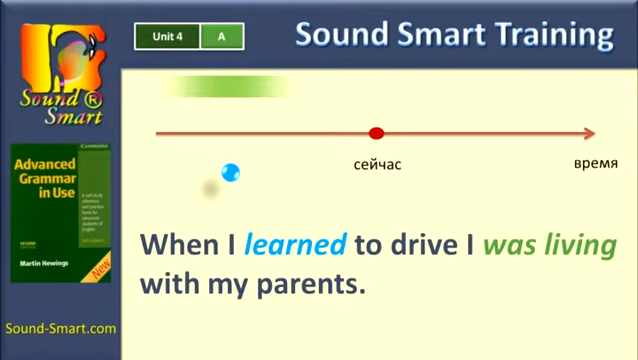 Unit 4 A
Sound Smart Training
Sound ® Smart
CAMBRIDGE
Advanced
Grammar
in Use
Martin Hewings
New
Sound-Smart.com
сейчас
время
When I learned to drive I was living
with my parents.